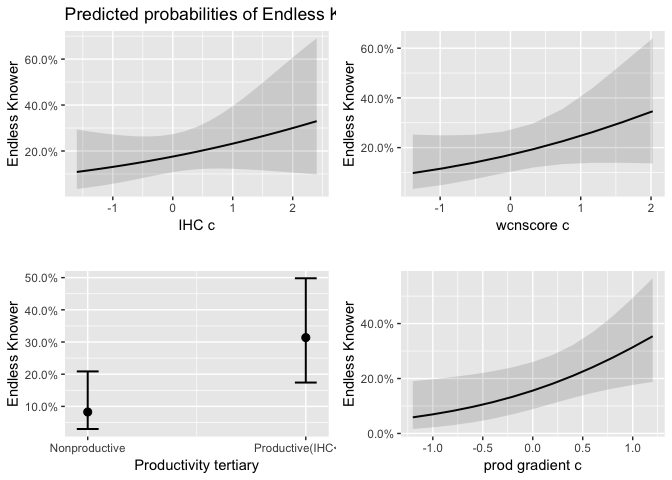 Predicted probabilities of Endless K
Endless Knower
60.0%
40.0%
20.0%
-1
0
1
2
IHC c
Endless Knower
60.0%
40.0%
20.0%
-1
0
1
2
wcnscore c
Endless Knower
50.0%
40.0%
30.0%
20.0%
10.0%
Nonproductive
Productive(IHC
Productivity tertiary
Endless Knower
40.0%
20.0%
0.0%
-1.0
-0.5
0.0
0.5
1.0
prod gradient c